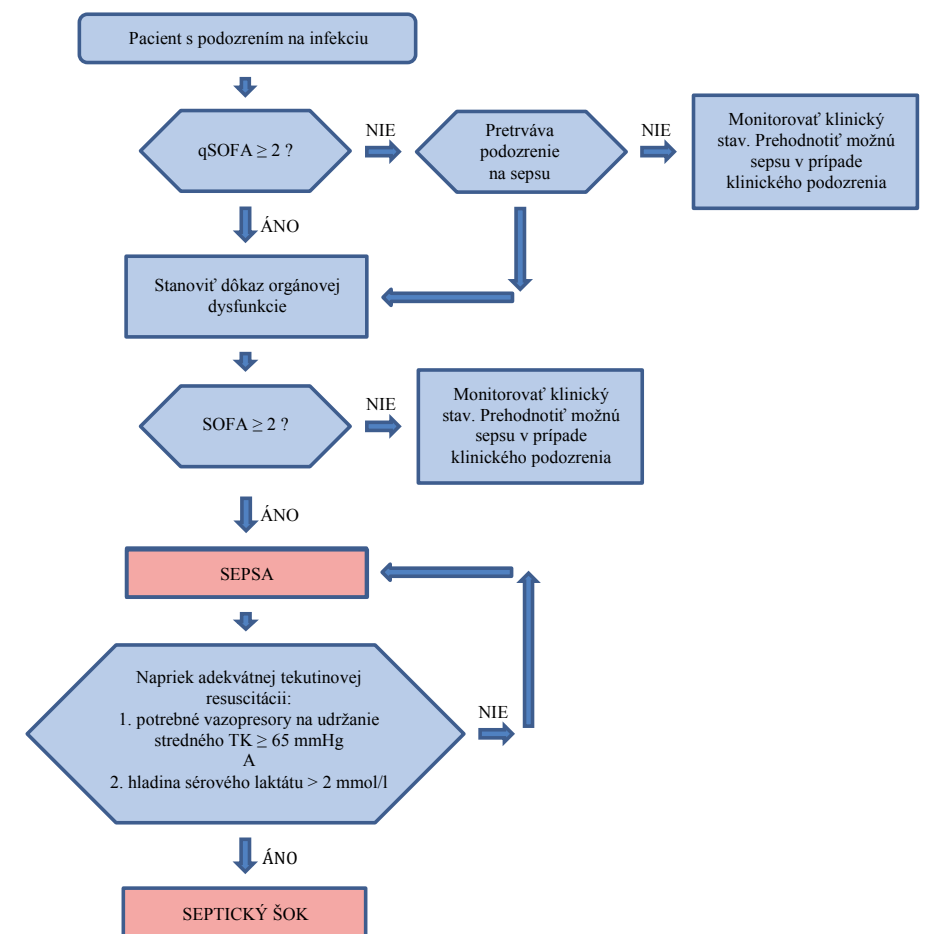 Pacient s podozrením na infekciu
qSOFA ≥ 2 ?
NIE
Pretrváva
podozrenie
na sepsu
NIE
Monitorovať klinický
stav. Prehodnotiť možnú
sepsu v prípade
klinického podozrenia
ÁNO
Stanoviť dôkaz orgánovej
dysfunkcie
SOFA ≥ 2 ?
NIE
Monitorovať klinický
stav. Prehodnotiť možnú
sepsu v prípade
klinického podozrenia
ÁNO
SEPSA
Napriek adekvátnej tekutinovej
resuscitácii:
1. potrebné vazopresory na udržanie
stredného TK ≥ 65 mmHg
A
2. hladina sérového laktátu > 2 mmol/l
NIE
ÁNO
SEPTICKÝ ŠOK